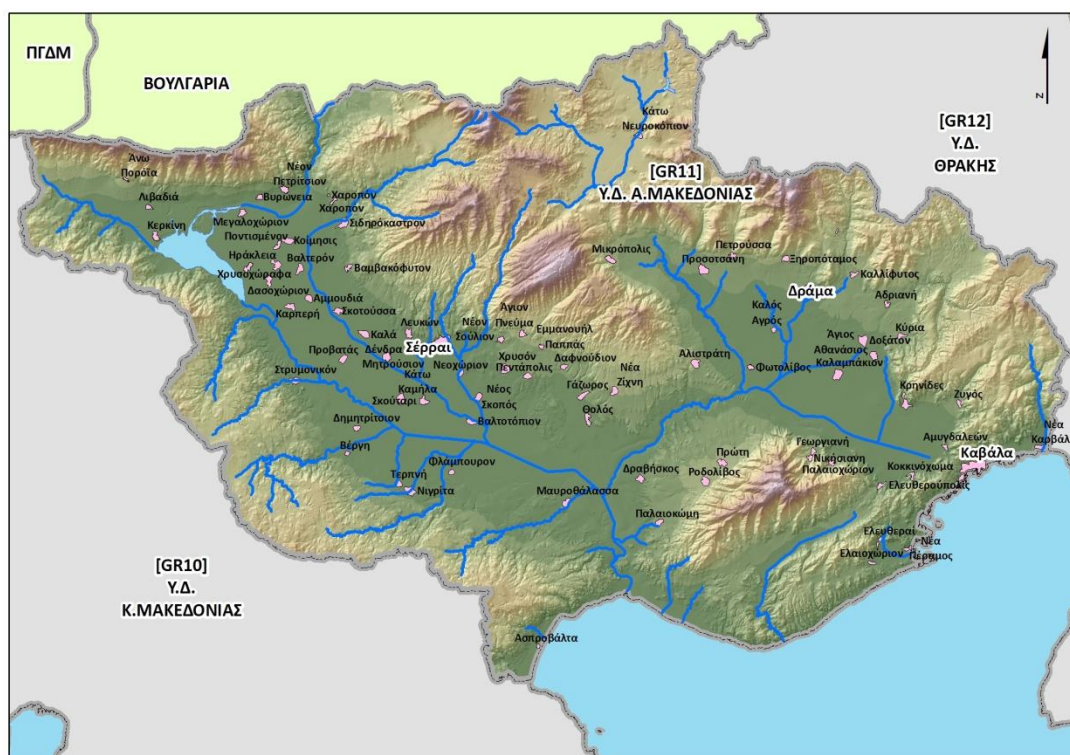 ΠΓΔΜ
ΒΟΥΛΓΑΡΙΑ
[GR12]
Υ.Δ.
ΘΡΑΚΗΣ
[GR11]
Υ.Δ. Α.ΜΑΚΕΔΟΝΙΑΣ
[GR10]
Υ.Δ.
Κ.ΜΑΚΕΔΟΝΙΑΣ
Z
Κάτω
Νευροκόπιον
Άνω
Πορόϊα
Λιβαδιά
Κερκίνη
Νέον
Πετρίτσιον
Βυρώνεια
Μεγαλοχώριον
Χαροπόν
Χαροπόν
Σιδηρόκαστρον
Ποντισμένον
Κοίμησις
Ηράκλεια
Βαλτερόν
Χρυσοχώραφα
Δασοχώριον
Βαμβακόφυτον
Καρπερή
Αμμουδιά
Σκοτούσσα
Μικρόπολις
Πετρούσσα
Προσοτσάνη
Ξηροπόταμος
Καλλίφυτος
Δράμα
Αδριανή
Καλός
Αγρός
Άγιος
Αθανάσιος
Κύρια
Δοξάτον
Καλαμπάκιον
Καλά
Λευκών
Σέρραι
Νέον
Σούλιον
Άγιον
Πνεύμα
Εμμανουήλ
Παππάς
Προβατάς
Δένδρα
Μητρούσιον
Νεοχώριον
Χρυσόν
Πεντάπολις
Δαφνούδιον
Στρυμονικόν
Κάτω
Καμήλα
Σκούταρι
Νέος
Σκοπός
Γάζωρος
Νέα
Ζίχνη
Θολός
Αλιστράτη
Φωτολίβος
Κρηνίδες
Ζυγός
Δημητρίτσιον
Βαλτοτόπιον
Βέργη
Τερπνή
Φλάμπουρον
Νιγρίτα
Μαυροθάλασσα
Δραβήσκος
Πρώτη
Ροδολίβος
Γεωργιανή
Νικήσιανη
Παλαιοχώριον
Αμυγδαλεών
Νέα
Καρβάλη
Καβάλα
Κοκκινόχωμα
Ελευθερούπολις
Παλαιοκώμη
Ελευθεραί
Ελαιοχώριον
Νέα
Πέραμος
Ασπροβάλτα